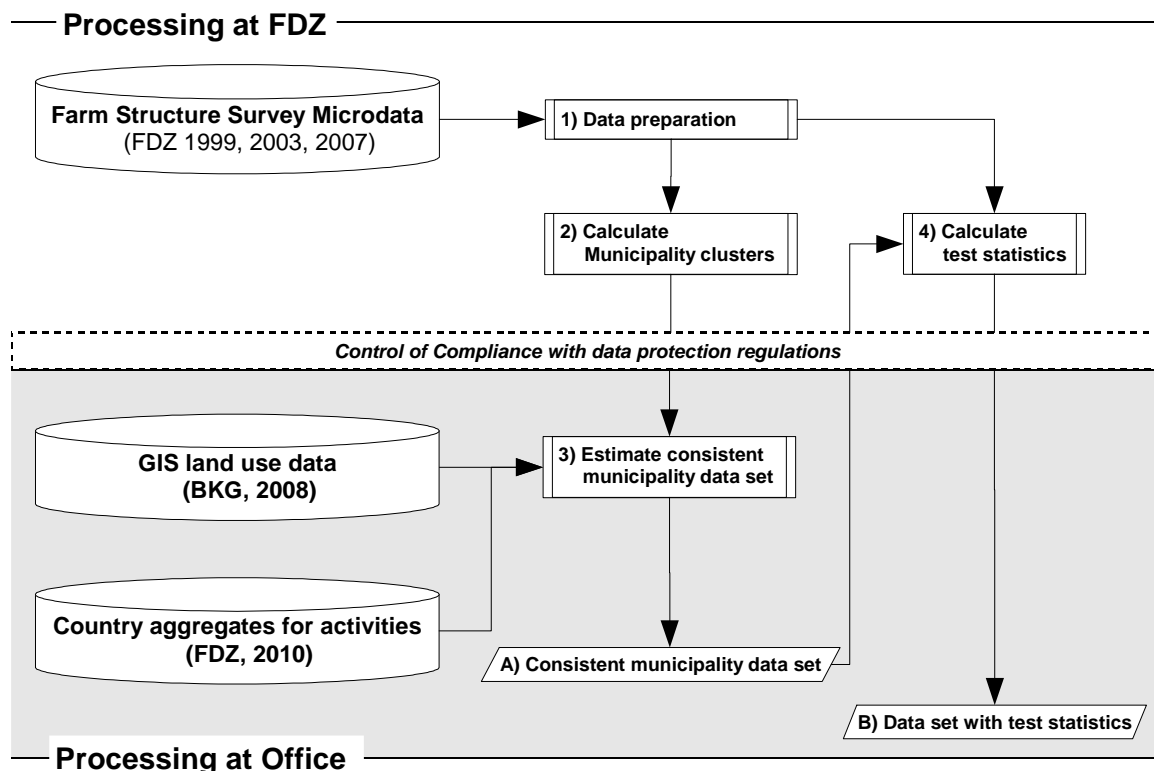 Processing at FDZ
Farm Structure Survey Microdata
(FDZ 1999, 2003, 2007)
1) Data preparation
2) Calculate
Municipality clusters
4) Calculate
test statistics
Control of Compliance with data protection regulations
GIS land use data
(BKG, 2008)
3) Estimate consistent
municipality data set
Country aggregates for activities
(FDZ, 2010)
A) Consistent municipality data set
B) Data set with test statistics
Processing at Office